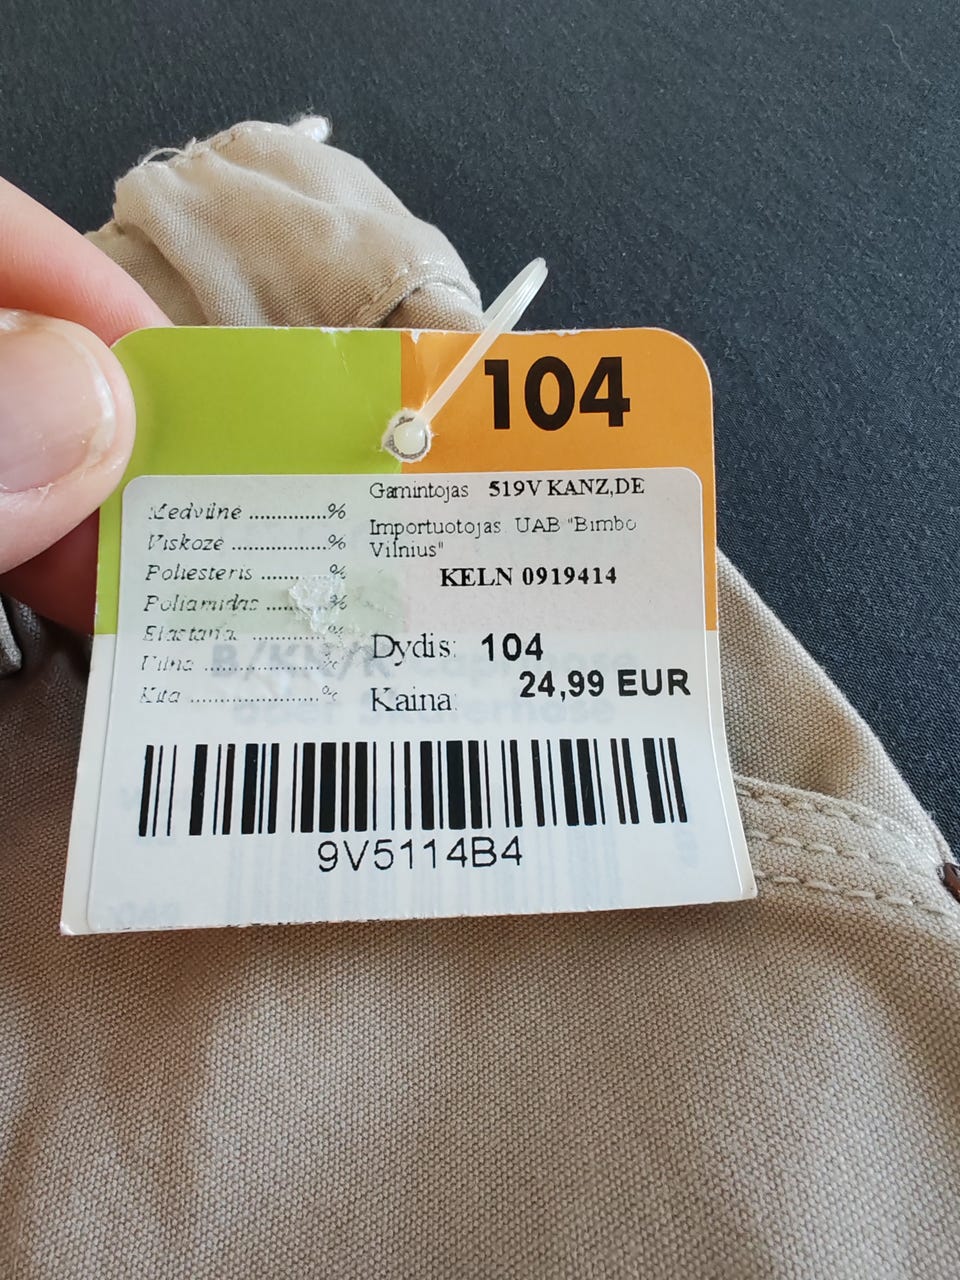 104
Medvilnė ..............%
Viskozė .................%
Poliesteris ............%
Poliamidas ............%
Elastana ................%
Vilna .....................%
Kita .......................%
Gamintojas 519V KANZ,DE
Importuotojas UAB "Bimbo
Vilnius"
KELN 0919414
Dydis: 104
Kaina: 24,99 EUR
9V5114B4